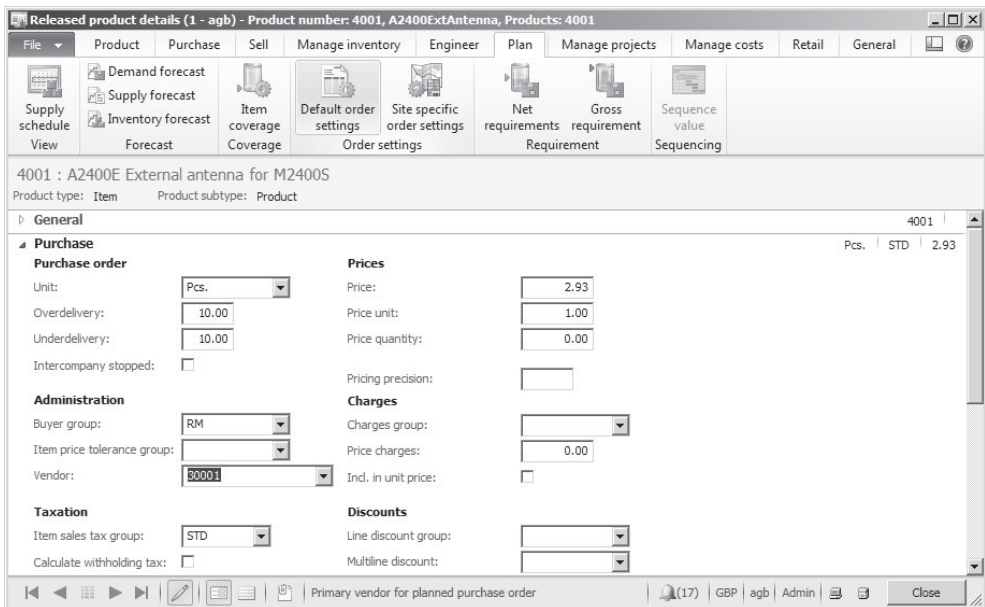 Released product details (1 - agb) - Product number: 4001, A2400ExtAntenna, Products: 4001
File Product Purchase Sell Manage inventory Engineer Plan Manage projects Manage costs Retail General
Supply schedule
Demand forecast
Supply forecast
Inventory forecast
Item coverage
Default order settings
Site specific order settings
Net requirements
Gross requirement
Sequence value
View Forecast Coverage Order settings Requirement Sequencing
4001 : A2400E External antenna for M2400S
Product type: Item Product subtype: Product
General 4001
Purchase Pcs. STD 2.93
Purchase order Prices
Unit: Pcs. Price: 2.93
Overdelivery: 10.00 Price unit: 1.00
Underdelivery: 10.00 Price quantity: 0.00
Intercompany stopped:
Pricing precision:
Administration Charges
Buyer group: RM Charges group:
Item price tolerance group: Price charges: 0.00
Vendor: 30001 Incl. in unit price:
Taxation Discounts
Item sales tax group: STD Line discount group:
Calculate withholding tax: Multiline discount:
Primary vendor for planned purchase order (17) GBP agb Admin Close